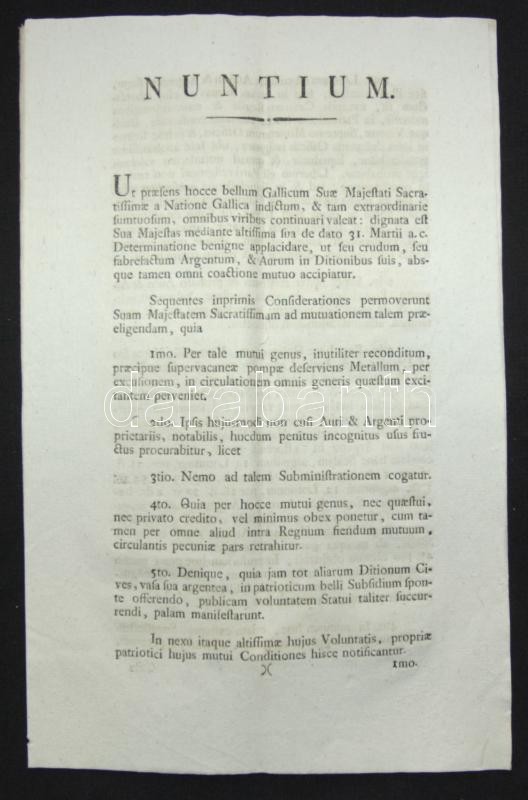 NUNTIUM.
Ut præsens hocce bellum Gallicum Suæ Majestati Sacra-
tissimæ a Natione Gallica indictum, & tam extraordinarie
sumtuosum, omnibus viribus continuari valeat: dignata est
Sua Majestas mediante altissima sua de dato 31. Martii a. c.
Determinatione benigne applacidare, ut seu crudum, seu
fabrefactum Argentum, & Aurum in Ditionibus suis, abs-
que tamen omni coactione mutuo accipiatur.
Sequentes inprimis Considerationes permoverunt
Suam Majestatem Sacratissimam ad mutuationem talem præ-
eligendam, quia
1mo. Per tale mutui genus, inutiliter reconditum,
præcipue supervacaneæ pompæ deserviens Metallum, per
excussionem, in circulationem omnis generis quæstum exci-
tantem perveniet.
2do. Ipsis hujusmodi non cusi Auri & Argenti pro-
prietariis, notabilis, hucdum penitus incognitus usus fru-
ctus procurabitur, licet
3tio. Nemo ad talem Subministrationem cogatur.
4to. Quia per hocce mutui genus, nec quæstui,
nec privato credito, vel minimus obex ponetur, cum ta-
men per omne aliud intra Regnum fiendum mutuum,
circulantis pecuniæ pars retrahitur.
5to. Denique, quia jam tot aliarum Ditionum Ci-
ves, vasa sua argentea, in patrioticum belli Subsidium spon-
te offerendo, publicam voluntatem Statui taliter succur-
rendi, palam manifestarunt.
In nexu itaque altissimæ hujus Voluntatis, propriæ
patriotici hujus mutui Conditiones hisce notificantur.
)( 1mo.
darabanth